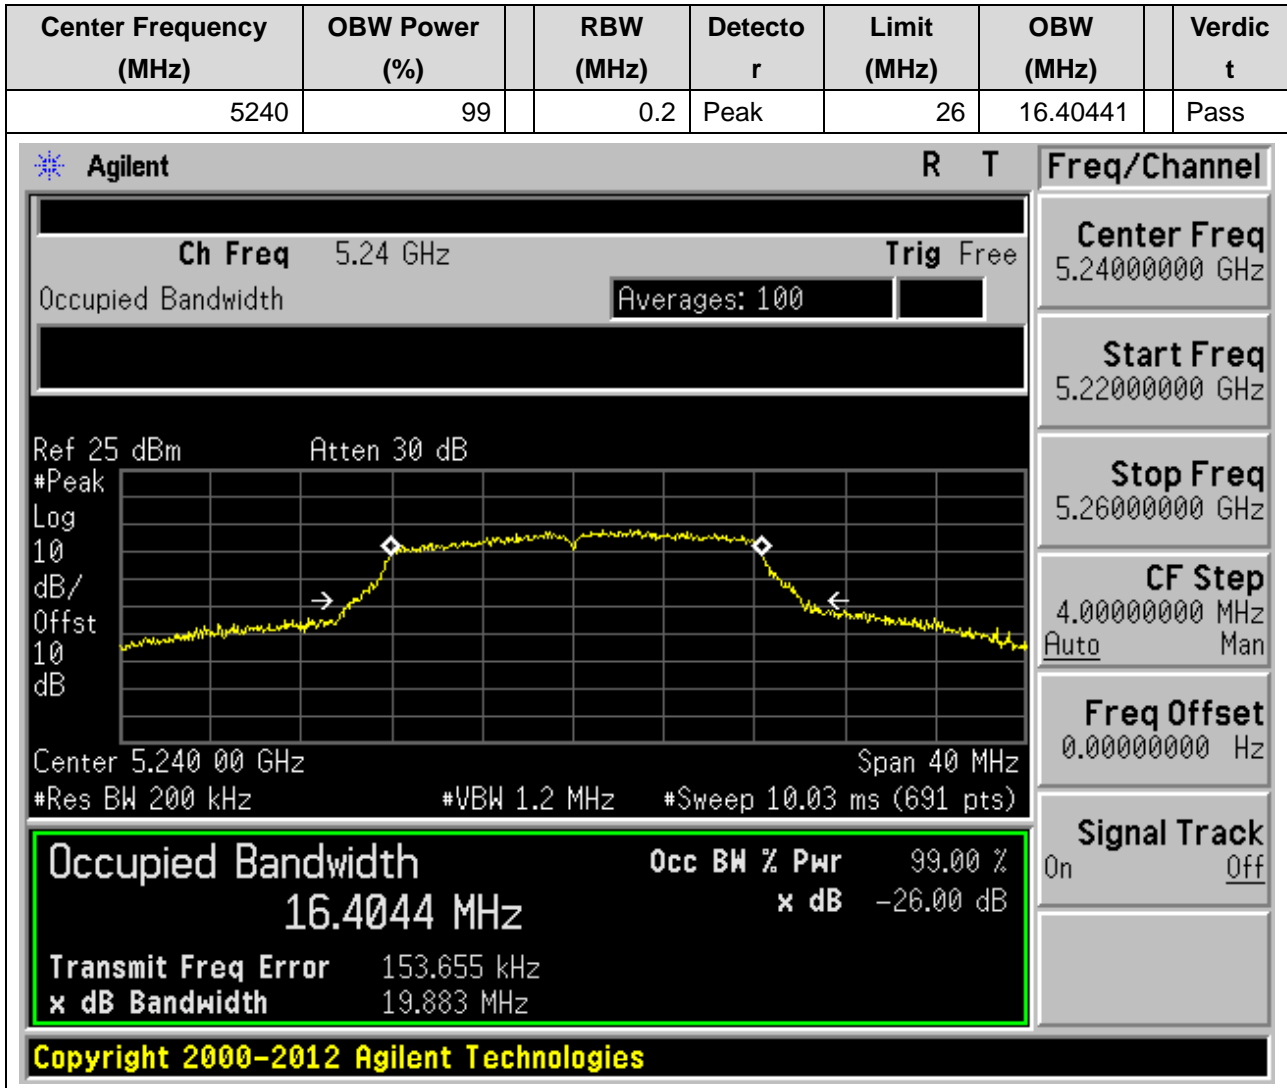 Center Frequency OBW Power RBW Detecto Limit OBW Verdic
(MHz) (%) (MHz) r (MHz) (MHz) t
5240 99 0.2 Peak 26 16.40441 Pass
Agilent R T Freq/Channel
Ch Freq 5.24 GHz Trig Free
Occupied Bandwidth Averages: 100
Center Freq
5.24000000 GHz
Start Freq
5.22000000 GHz
Stop Freq
5.26000000 GHz
CF Step
4.00000000 MHz
Auto Man
Freq Offset
0.00000000 Hz
Signal Track
On Off
Ref 25 dBm Atten 30 dB
#Peak
Log
10
dB/
Offst
10
dB
Center 5.240 00 GHz Span 40 MHz
#Res BW 200 kHz #VBW 1.2 MHz #Sweep 10.03 ms (691 pts)
Occupied Bandwidth Occ BW % Pwr 99.00 %
16.4044 MHz x dB -26.00 dB
Transmit Freq Error 153.655 kHz
x dB Bandwidth 19.883 MHz
Copyright 2000-2012 Agilent Technologies